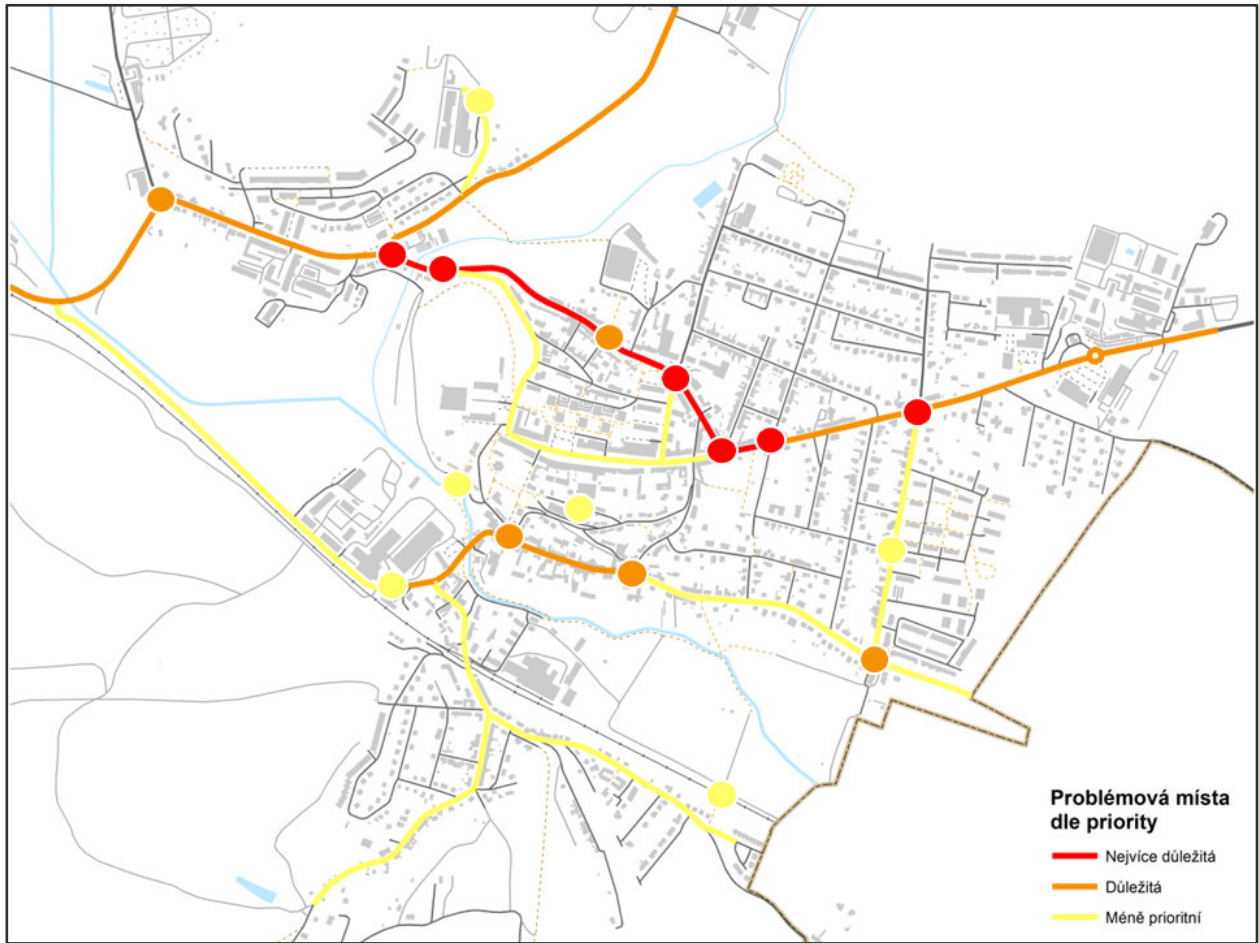 Problémová místa
dle priority
Nejvíce důležitá
Důležitá
Méně prioritní